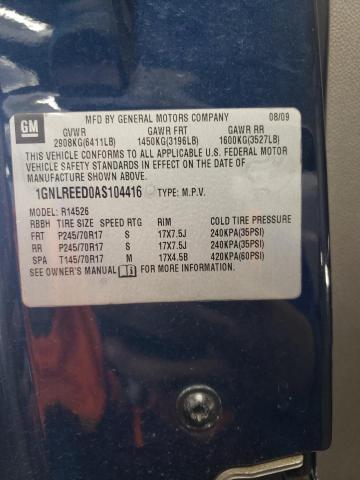 MFD BY GENERAL MOTORS COMPANY 08/09
GM GVWR GAWR FRT GAWR RR
2908KG(6411LB) 1450KG(3196LB) 1600KG(3527LB)
THIS VEHICLE CONFORMS TO ALL APPLICABLE U.S. FEDERAL MOTOR
VEHICLE SAFETY STANDARDS IN EFFECT ON THE DATE OF
MANUFACTURE SHOWN ABOVE.
1GNLREED0AS104416 TYPE: M.P.V.
MODEL: R14526
RBBH TIRE SIZE SPEED RTG RIM COLD TIRE PRESSURE
FRT P245/70R17 S 17X7.5J 240KPA(35PSI)
RR P245/70R17 S 17X7.5J 240KPA(35PSI)
SPA T145/70R17 M 17X4.5B 420KPA(60PSI)
SEE OWNER'S MANUAL FOR MORE INFORMATION.